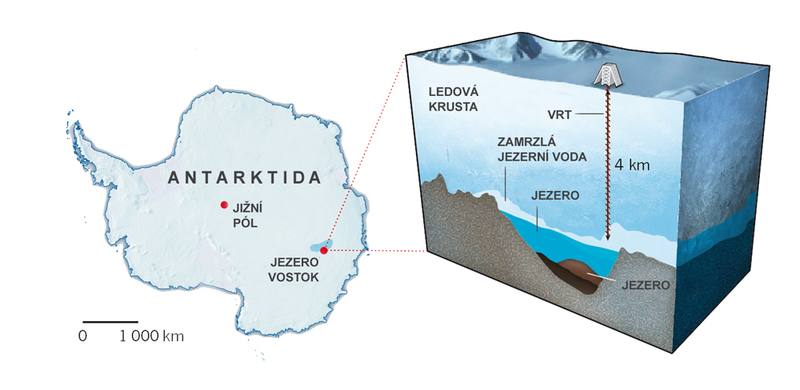 ANTARKTIDA
JIŽNÍ
PÓL
JEZERO
VOSTOK
0 1 000 km
LEDOVÁ
KRUSTA
VRT
ZAMRZLÁ
JEZERNÍ VODA
4 km
JEZERO
JEZERO